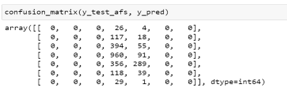 confusion_matrix(y_test_afs, y_pred)
array([[  0,   0,   0,  26,   4,   0,   0],
[  0,   0,   0, 117,  18,   0,   0],
[  0,   0,   0, 394,  55,   0,   0],
[  0,   0,   0, 960,  91,   0,   0],
[  0,   0,   0, 356, 289,   0,   0],
[  0,   0,   0, 118,  39,   0,   0],
[  0,   0,   0,  29,   1,   0,   0]], dtype=int64)